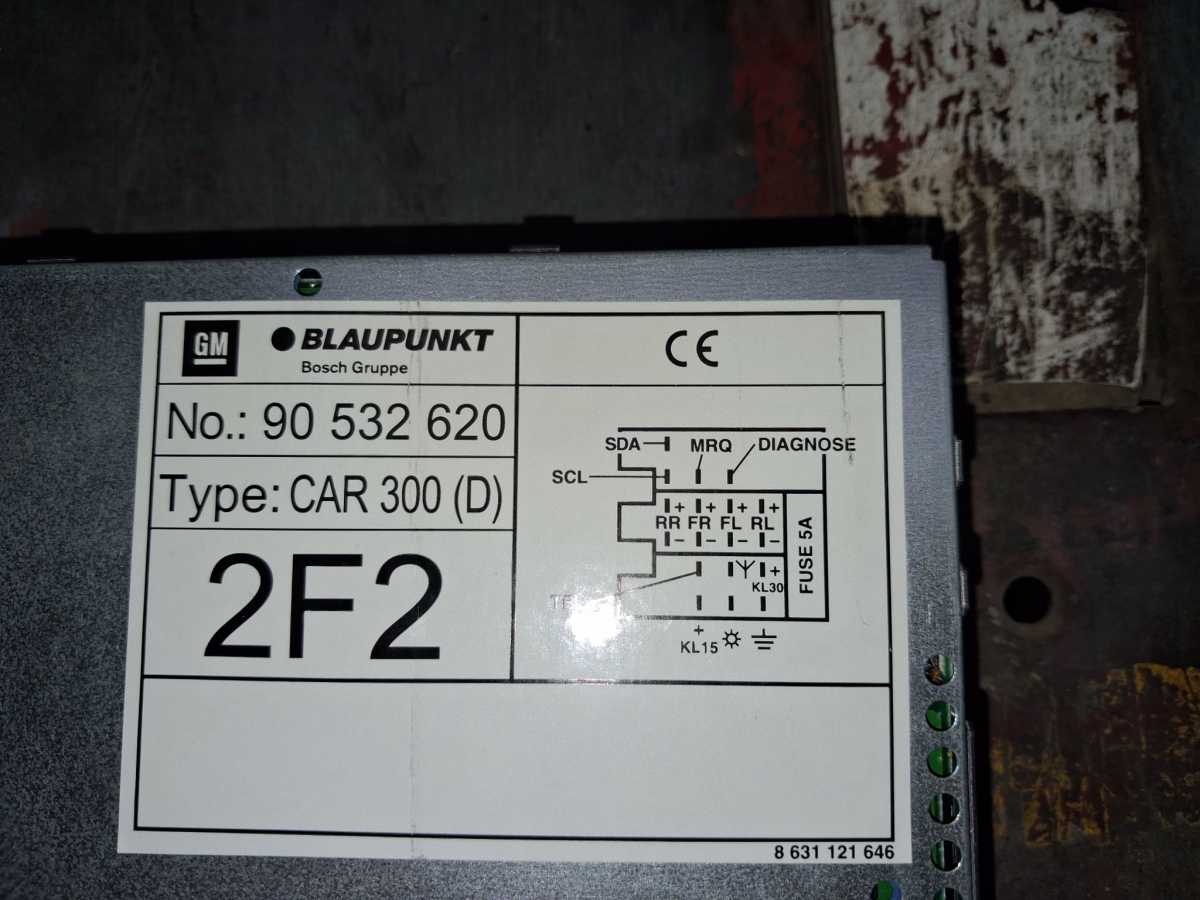 GM
BLAUPUNKT
Bosch Gruppe
No.: 90 532 620
Type: CAR 300 (D)
2F2
CE
SDA MRQ DIAGNOSE
SCL
+ + + +
RR FR FL RL
- - - -
FUSE 5A
+
KL30
+
KL15
8 631 121 646